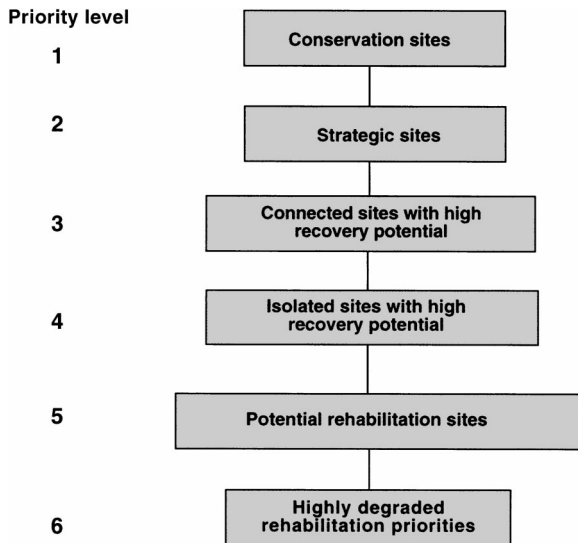 Priority level
1
Conservation sites
2
Strategic sites
3
Connected sites with high
recovery potential
4
Isolated sites with high
recovery potential
5
Potential rehabilitation sites
6
Highly degraded
rehabilitation priorities